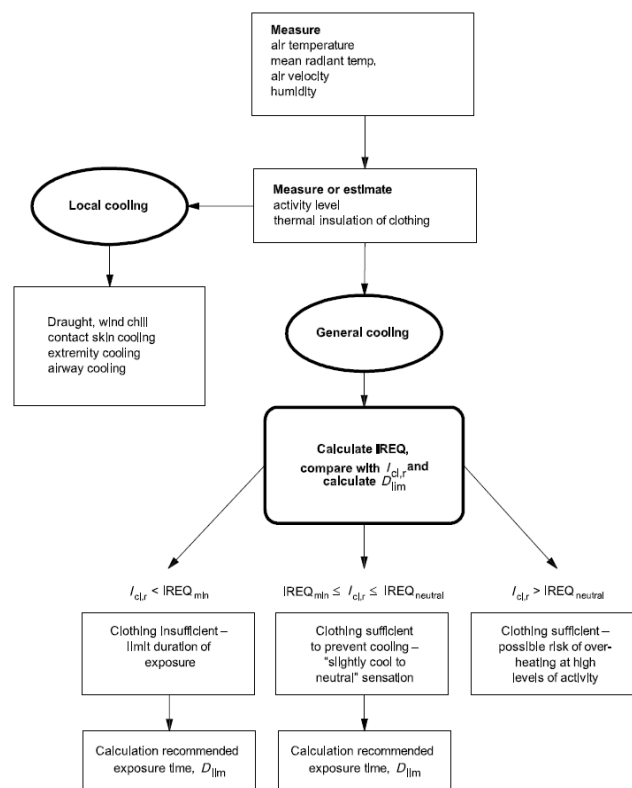 Measure
air temperature
mean radiant temp.
air velocity
humidity
Measure or estimate
activity level
thermal insulation of clothing
Local cooling
Draught, wind chill
contact skin cooling
extremity cooling
airway cooling
General cooling
Calculate IREQ,
compare with Icl,r and
calculate Dlim
Icl,r < IREQmin
IREQmin ≤ Icl,r ≤ IREQneutral
Icl,r > IREQneutral
Clothing insufficient –
limit duration of
exposure
Clothing sufficient
to prevent cooling –
“slightly cool to
neutral” sensation
Clothing sufficient –
possible risk of over-
heating at high
levels of activity
Calculation recommended
exposure time, Dlim
Calculation recommended
exposure time, Dlim